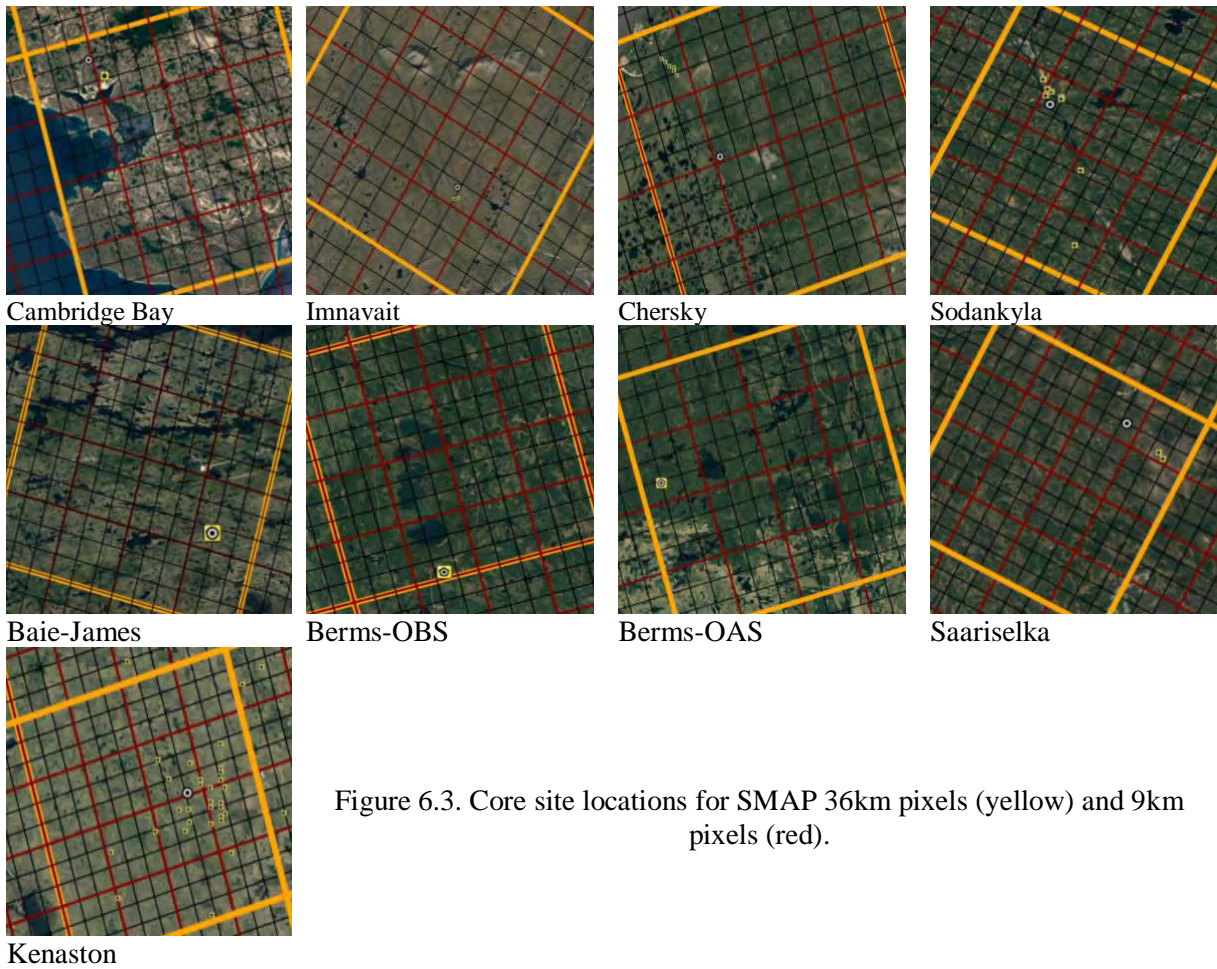 Cambridge Bay
Imnavait
Chersky
Sodankyla
Baie-James
Berms-OBS
Berms-OAS
Saariselka
Figure 6.3. Core site locations for SMAP 36km pixels (yellow) and 9km
pixels (red).
Kenaston